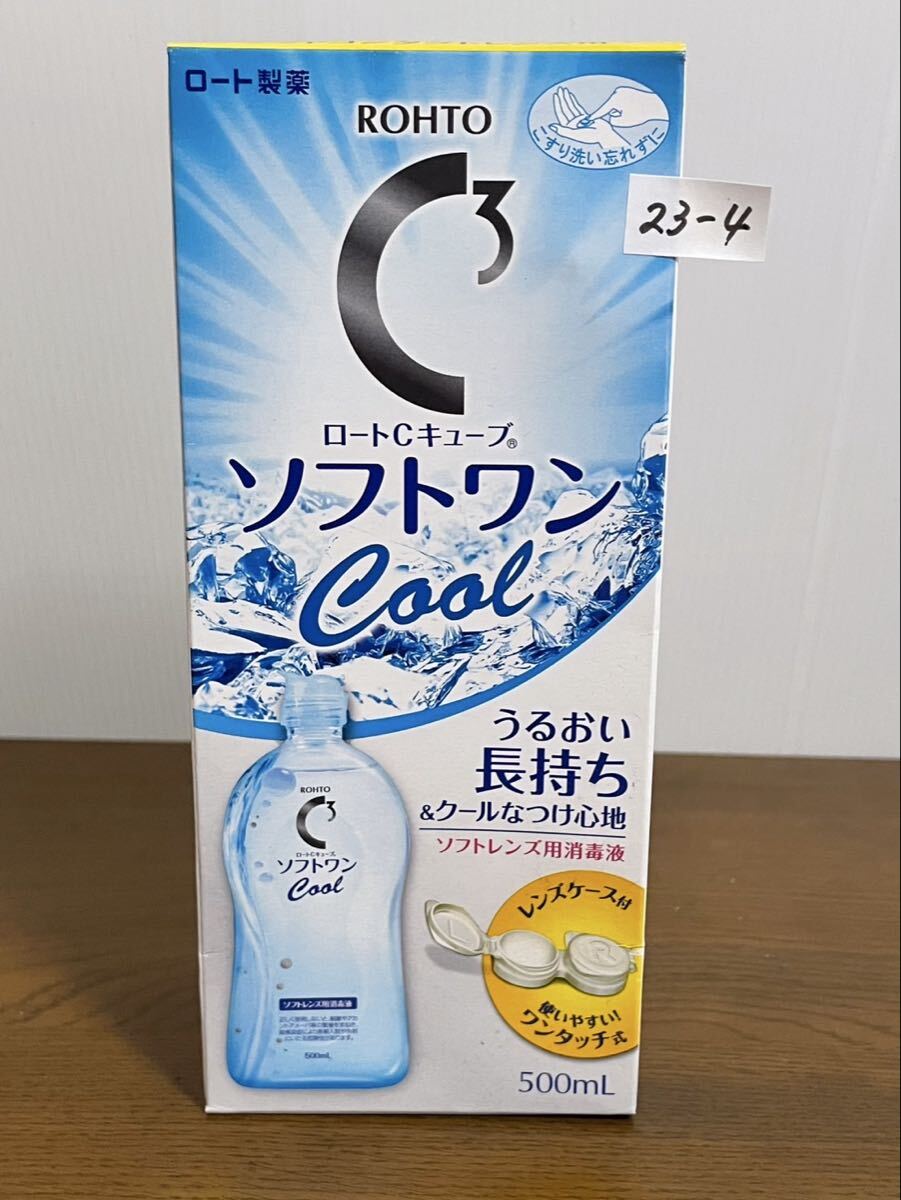 ロート製薬
ROHTO
C3
こすり洗い忘れずに
23-4
ロートCキューブ®
ソフトワン
Cool
うるおい
長持ち
&クールなつけ心地
ソフトレンズ用消毒液
ROHTO
C3
ロートCキューブ®
ソフトワン
Cool
ソフトレンズ用消毒液
500mL
レンズケース付
L
R
使いやすい!
ワンタッチ式
500mL